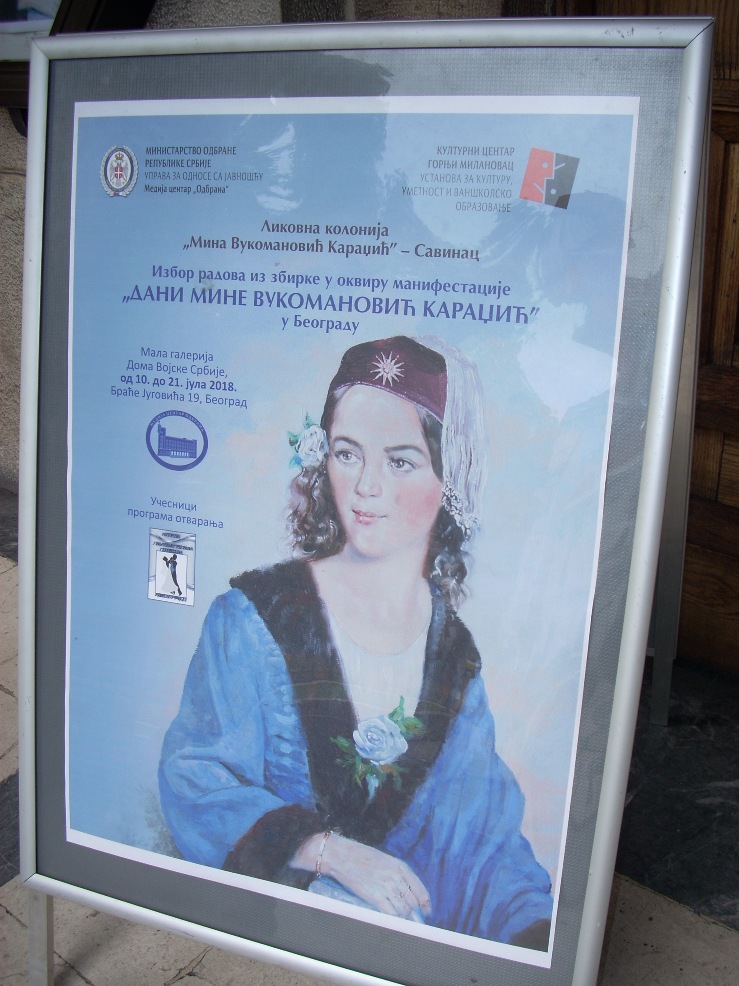 МИНИСТАРСТВО ОДБРАНЕ
РЕПУБЛИКЕ СРБИЈЕ
УПРАВА ЗА ОДНОСЕ СА ЈАВНОШЋУ
Медија центар „Одбрана“
КУЛТУРНИ ЦЕНТАР
ГОРЊИ МИЛАНОВАЦ
УСТАНОВА ЗА КУЛТУРУ,
УМЕТНОСТ И ВАНШКОЛСКО
ОБРАЗОВАЊЕ
Ликовна колонија
„Мина Вукомановић Караџић” – Савинац
Избор радова из збирке у оквиру манифестације
„ДАНИ МИНЕ ВУКОМАНОВИЋ КАРАЏИЋ”
у Београду
Мала галерија
Дома Војске Србије,
од 10. до 21. јула 2018.
Браће Југовића 19, Београд
Учесници
програма отварања